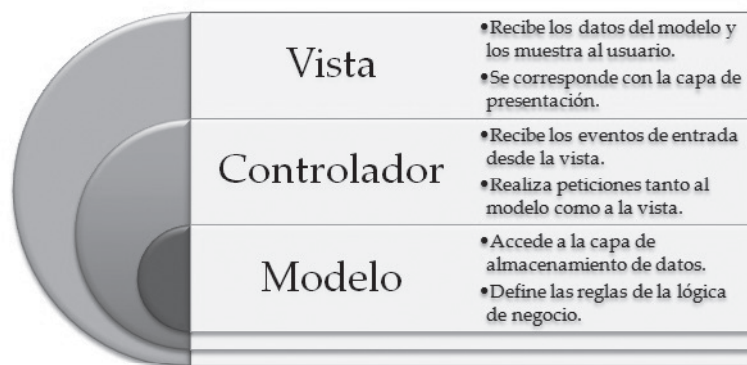 Vista
•Recibe los datos del modelo y
los muestra al usuario.
•Se corresponde con la capa de
presentación.
Controlador
•Recibe los eventos de entrada
desde la vista.
•Realiza peticiones tanto al
modelo como a la vista.
Modelo
•Accede a la capa de
almacenamiento de datos.
•Define las reglas de la lógica
de negocio.